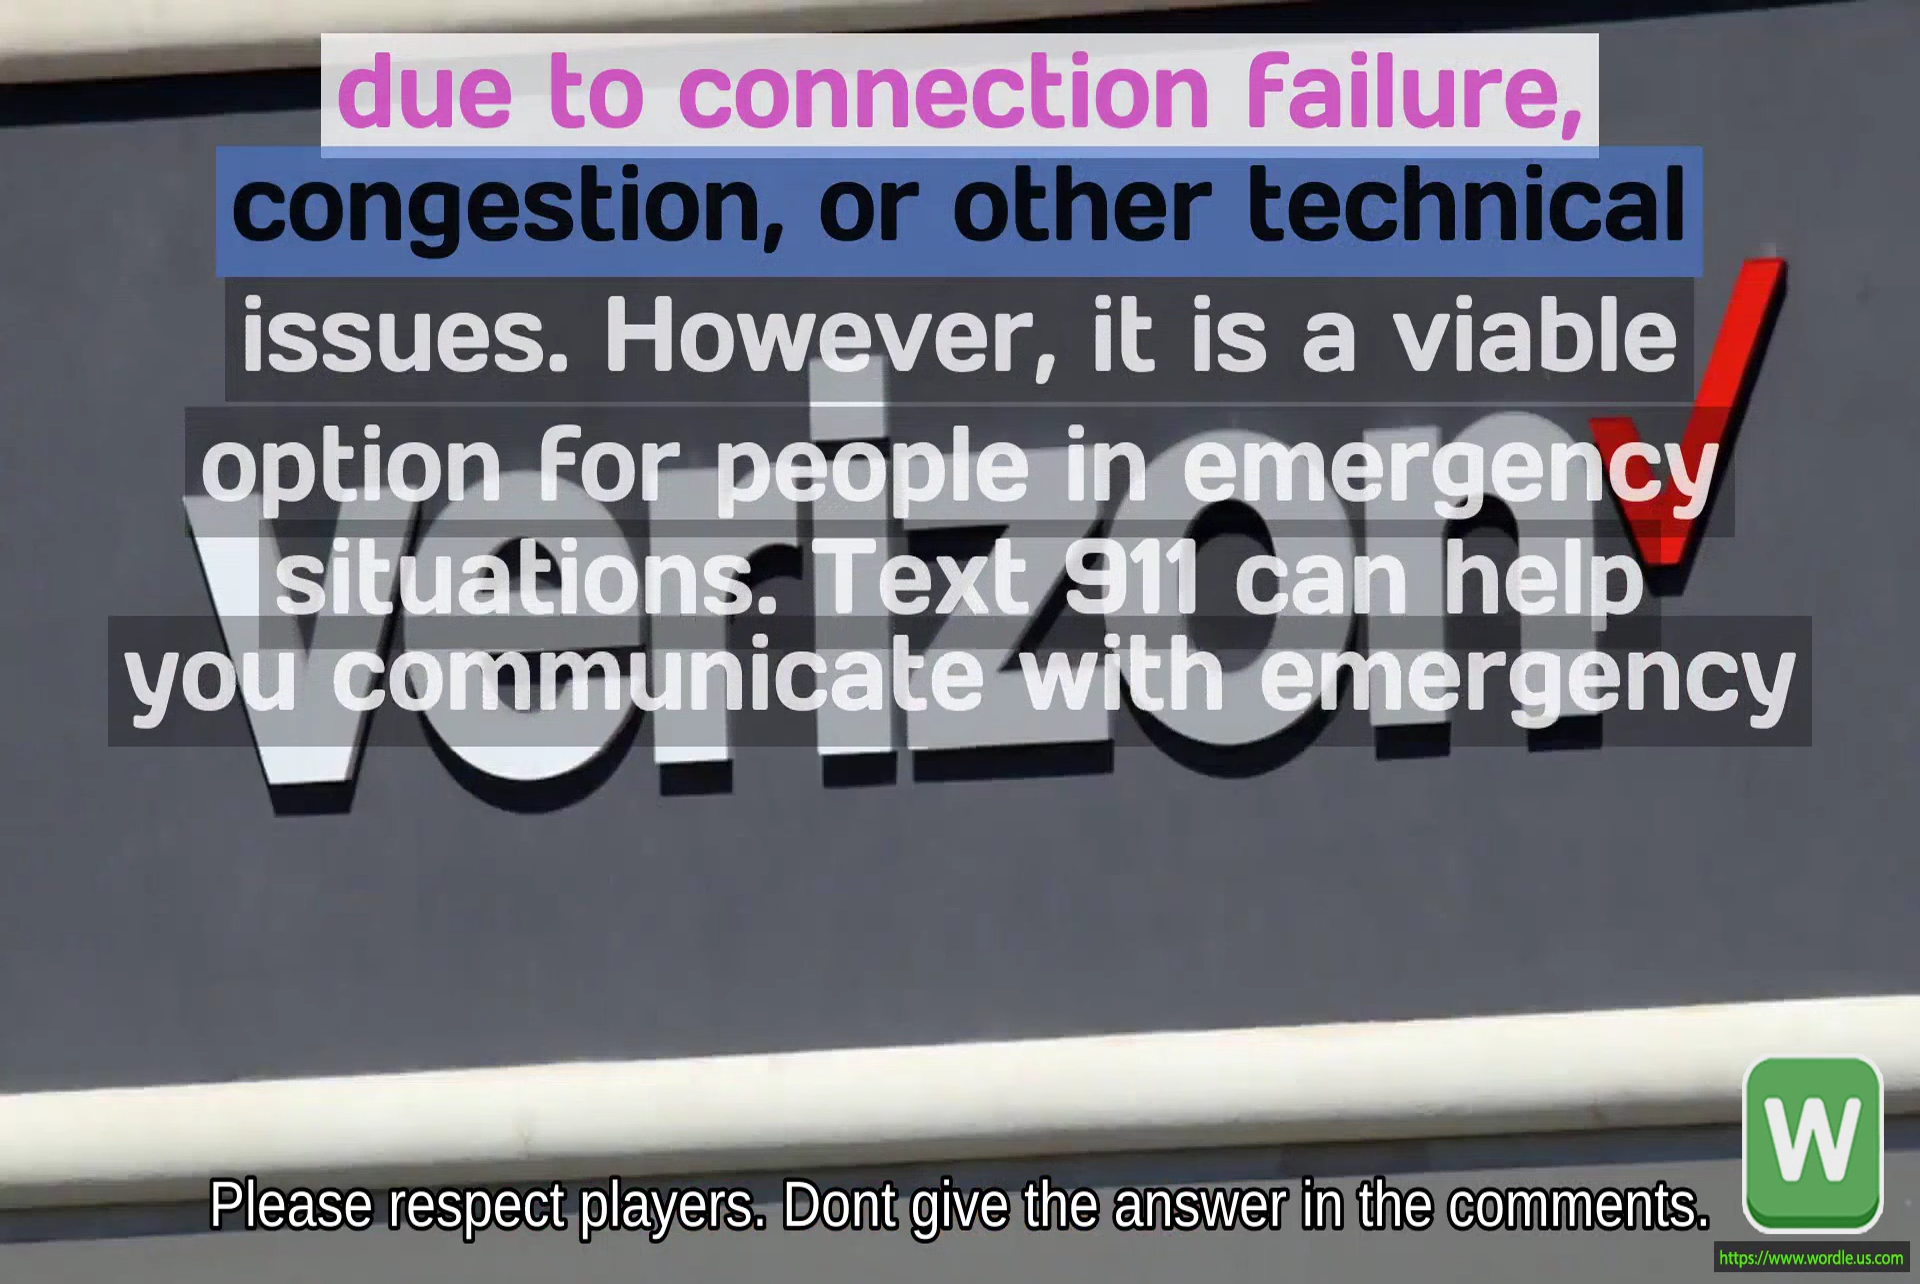 due to connection failure,
congestion, or other technical
issues. However, it is a viable
option for people in emergency
situations. Text 911 can help
you communicate with emergency
verizon
Please respect players. Dont give the answer in the comments.
W
https://www.wordle.us.com